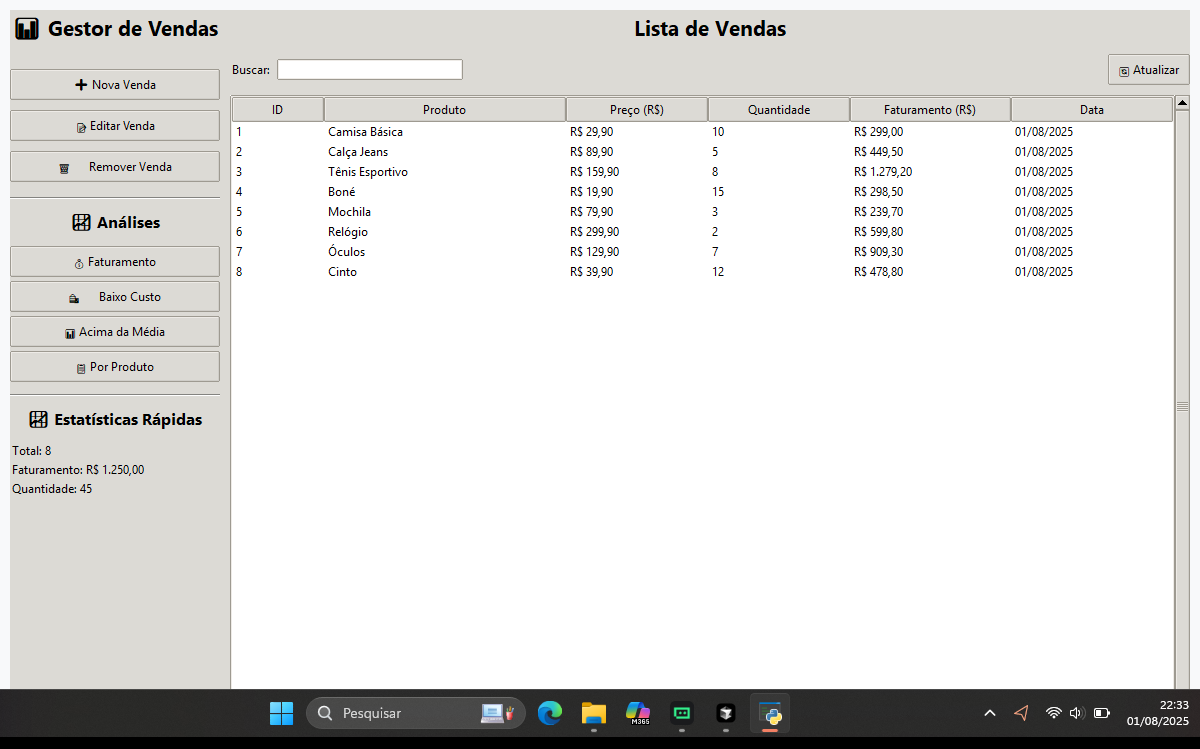 Gestor de Vendas
Lista de Vendas
Nova Venda
Editar Venda
Remover Venda
Análises
Faturamento
Baixo Custo
Acima da Média
Por Produto
Estatísticas Rápidas
Total: 8
Faturamento: R$ 1.250,00
Quantidade: 45
Buscar:
Atualizar
ID Produto Preço (R$) Quantidade Faturamento (R$) Data
1 Camisa Básica R$ 29,90 10 R$ 299,00 01/08/2025
2 Calça Jeans R$ 89,90 5 R$ 449,50 01/08/2025
3 Tênis Esportivo R$ 159,90 8 R$ 1.279,20 01/08/2025
4 Boné R$ 19,90 15 R$ 298,50 01/08/2025
5 Mochila R$ 79,90 3 R$ 239,70 01/08/2025
6 Relógio R$ 299,90 2 R$ 599,80 01/08/2025
7 Óculos R$ 129,90 7 R$ 909,30 01/08/2025
8 Cinto R$ 39,90 12 R$ 478,80 01/08/2025
Pesquisar
M365
22:33
01/08/2025